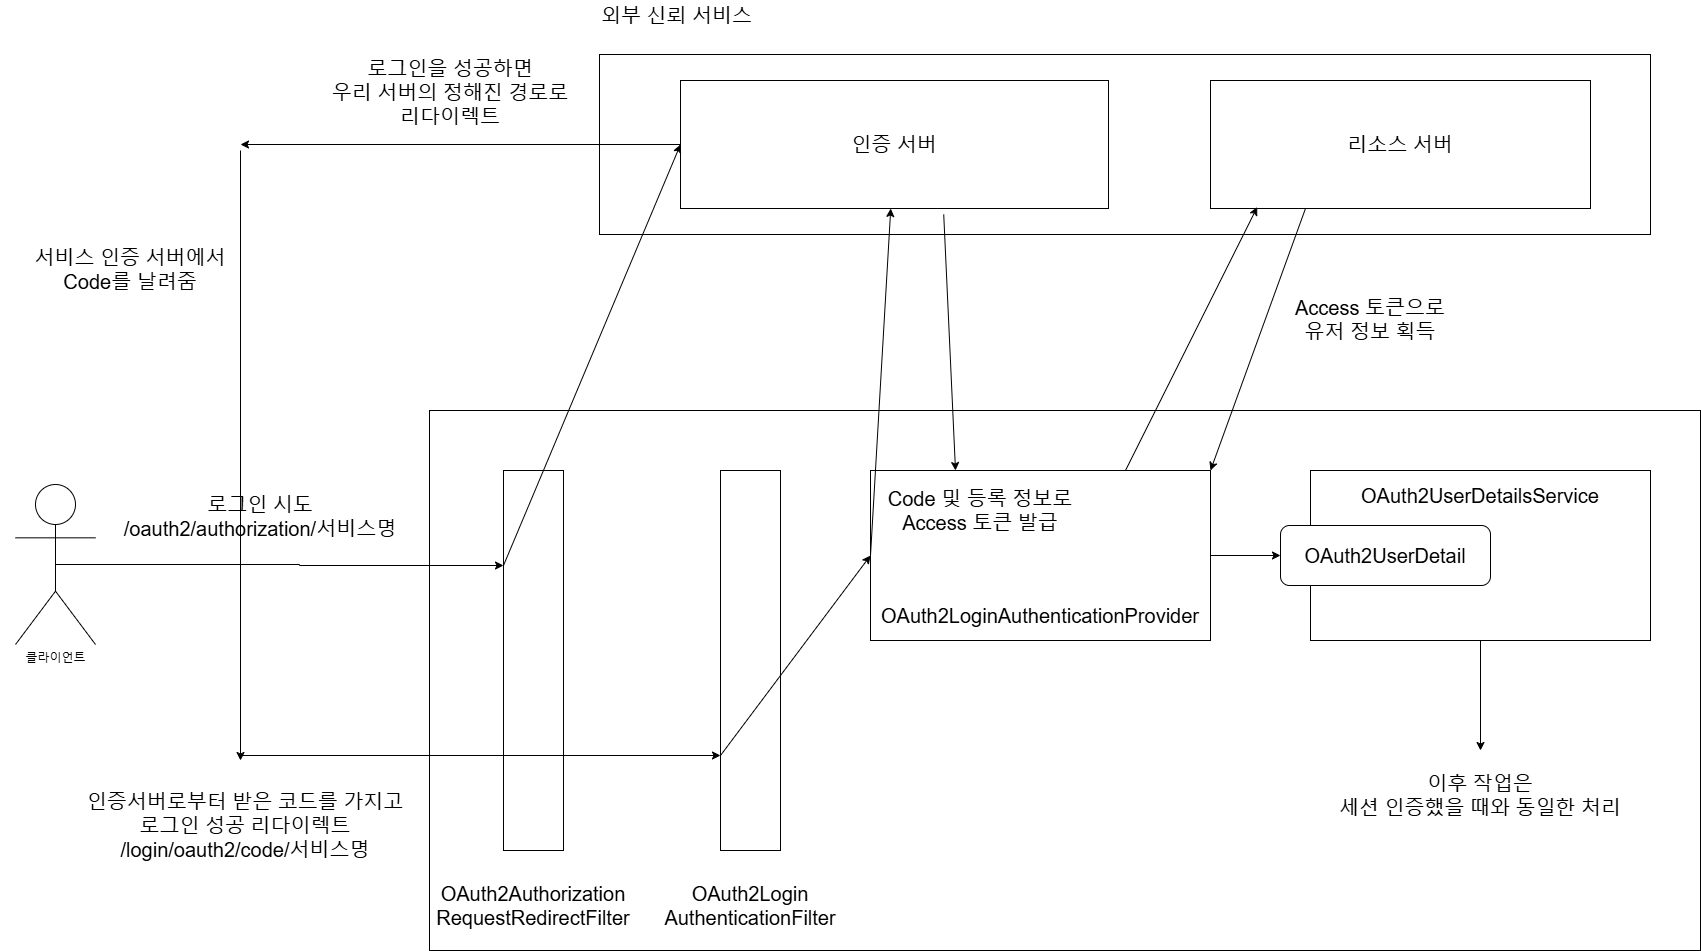 외부 신뢰 서비스
로그인을 성공하면
우리 서버의 정해진 경로로
리다이렉트
인증 서버
리소스 서버
서비스 인증 서버에서
Code를 날려줌
Access 토큰으로
유저 정보 획득
로그인 시도
/oauth2/authorization/서비스명
클라이언트
Code 및 등록 정보로
Access 토큰 발급
OAuth2LoginAuthenticationProvider
OAuth2UserDetailsService
OAuth2UserDetail
이후 작업은
세션 인증했을 때와 동일한 처리
인증서버로부터 받은 코드를 가지고
로그인 성공 리다이렉트
/login/oauth2/code/서비스명
OAuth2Authorization
RequestRedirectFilter
OAuth2Login
AuthenticationFilter